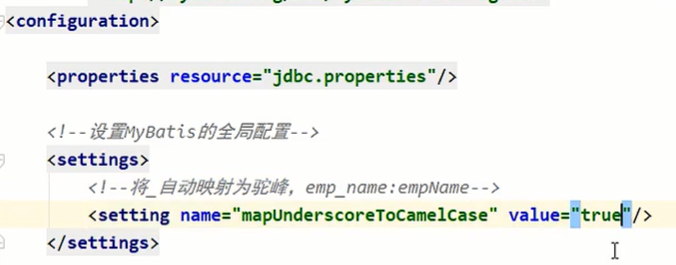 <configuration>
<properties resource="jdbc.properties"/>
<!--设置MyBatis的全局配置-->
<settings>
<!--将_自动映射为驼峰，emp_name:empName-->
<setting name="mapUnderscoreToCamelCase" value="true"/>
</settings>